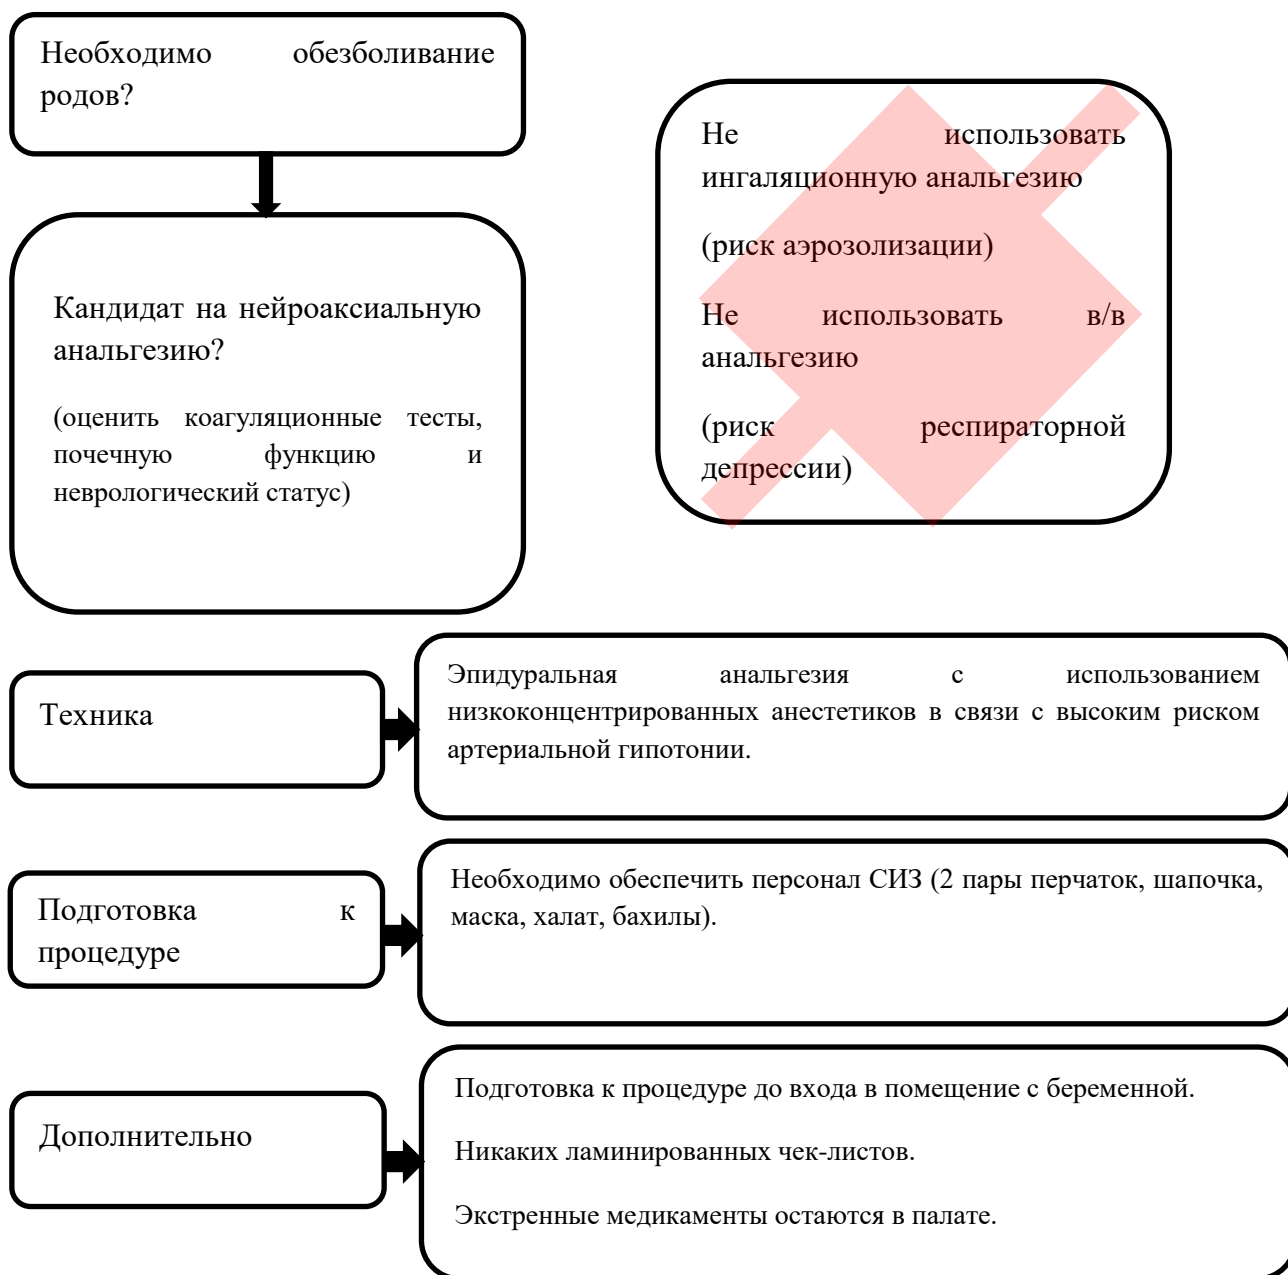 Необходимо обезболивание
родов?
Не использовать
ингаляционную анальгезию
(риск аэрозолизации)
Не использовать в/в
анальгезию
(риск респираторной
депрессии)
Кандидат на нейроаксиальную
анальгезию?
(оценить коагуляционные тесты,
почечную функцию и
неврологический статус)
Техника
Эпидуральная анальгезия с использованием
низкоконцентрированных анестетиков в связи с высоким риском
артериальной гипотонии.
Подготовка к
процедуре
Необходимо обеспечить персонал СИЗ (2 пары перчаток, шапочка,
маска, халат, бахилы).
Дополнительно
Подготовка к процедуре до входа в помещение с беременной.
Никаких ламинированных чек-листов.
Экстренные медикаменты остаются в палате.